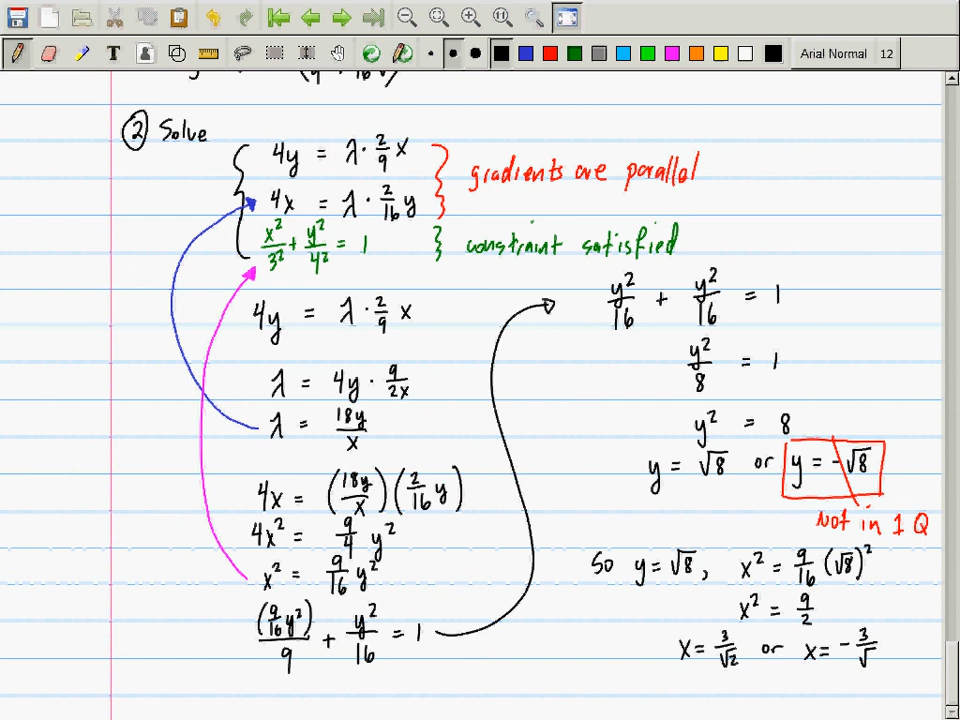 Arial Normal 12
② Solve
4y = λ · 2/9 x
4x = λ · 2/16 y
} gradients are parallel
x²/3² + y²/4² = 1 } constraint satisfied
4y = λ · 2/9 x
λ = 4y · 9/2x
λ = 18y/x
4x = (18y/x)(2/16 y)
4x² = 9/4 y²
x² = 9/16 y²
(9/16 y²)/9 + y²/16 = 1
y²/16 + y²/16 = 1
y²/8 = 1
y² = 8
y = √8 or y = -√8
Not in 1 Q
So y = √8, x² = 9/16 (√8)²
x² = 9/2
x = 3/√2 or x = - 3/√